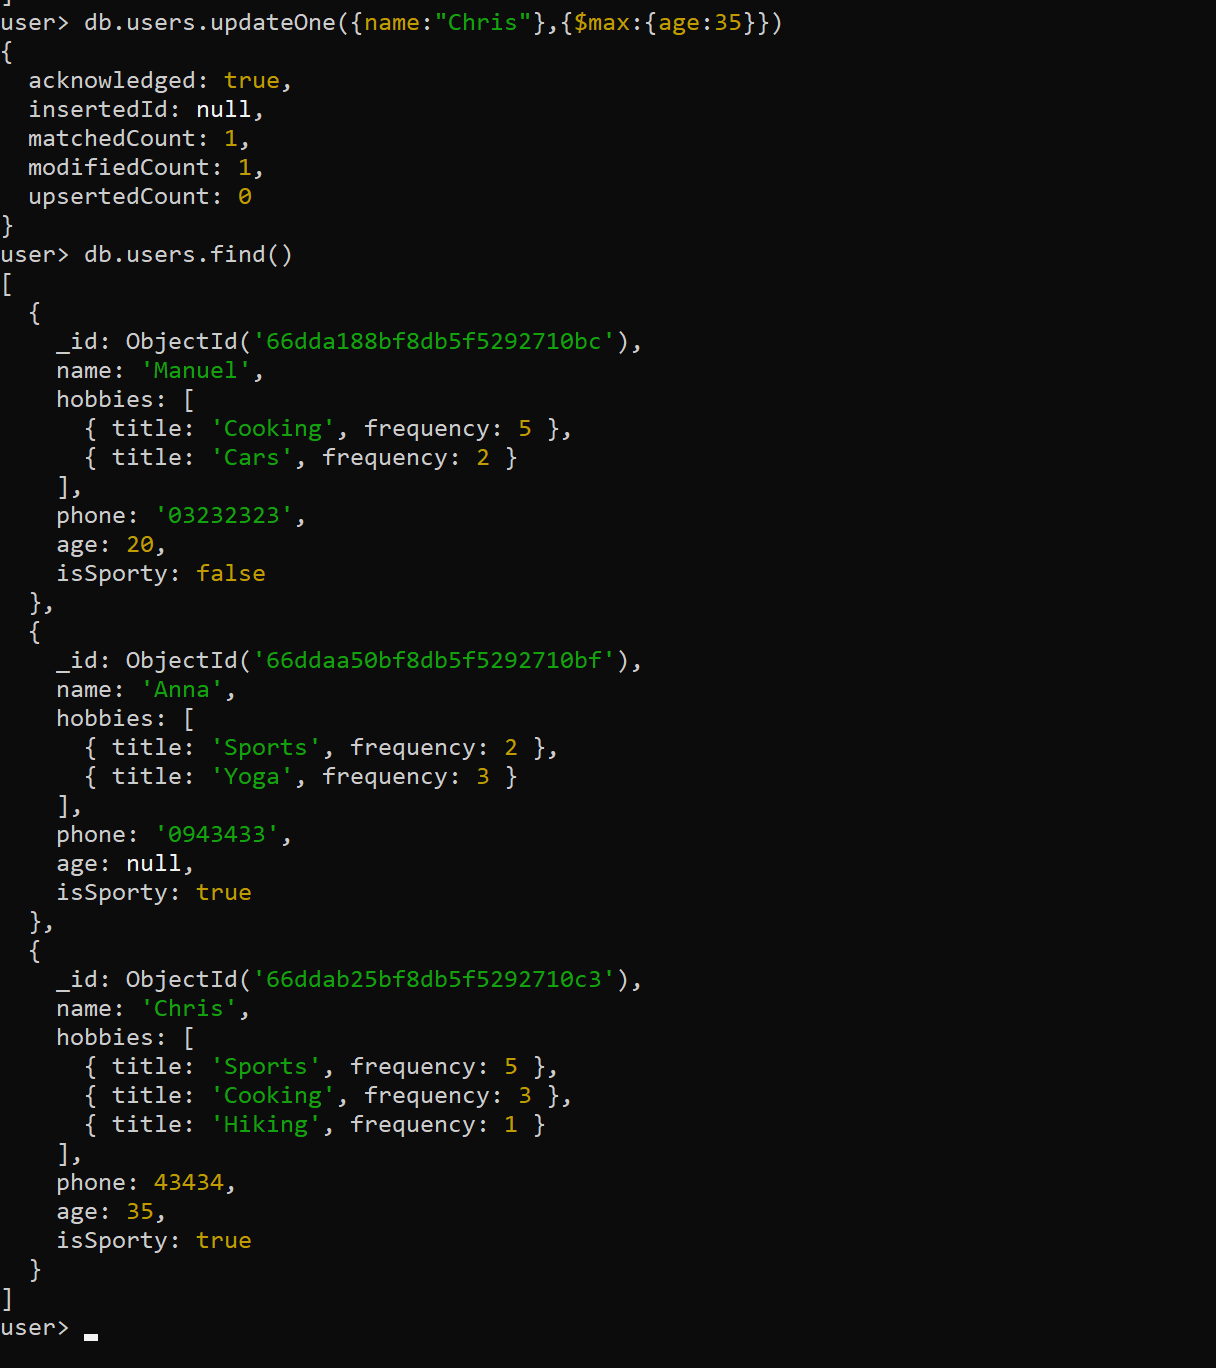 ]
user> db.users.updateOne({name:"Chris"},{$max:{age:35}})
{
  acknowledged: true,
  insertedId: null,
  matchedCount: 1,
  modifiedCount: 1,
  upsertedCount: 0
}
user> db.users.find()
[
  {
    _id: ObjectId('66dda188bf8db5f5292710bc'),
    name: 'Manuel',
    hobbies: [
      { title: 'Cooking', frequency: 5 },
      { title: 'Cars', frequency: 2 }
    ],
    phone: '03232323',
    age: 20,
    isSporty: false
  },
  {
    _id: ObjectId('66ddaa50bf8db5f5292710bf'),
    name: 'Anna',
    hobbies: [
      { title: 'Sports', frequency: 2 },
      { title: 'Yoga', frequency: 3 }
    ],
    phone: '0943433',
    age: null,
    isSporty: true
  },
  {
    _id: ObjectId('66ddab25bf8db5f5292710c3'),
    name: 'Chris',
    hobbies: [
      { title: 'Sports', frequency: 5 },
      { title: 'Cooking', frequency: 3 },
      { title: 'Hiking', frequency: 1 }
    ],
    phone: 43434,
    age: 35,
    isSporty: true
  }
]
user>